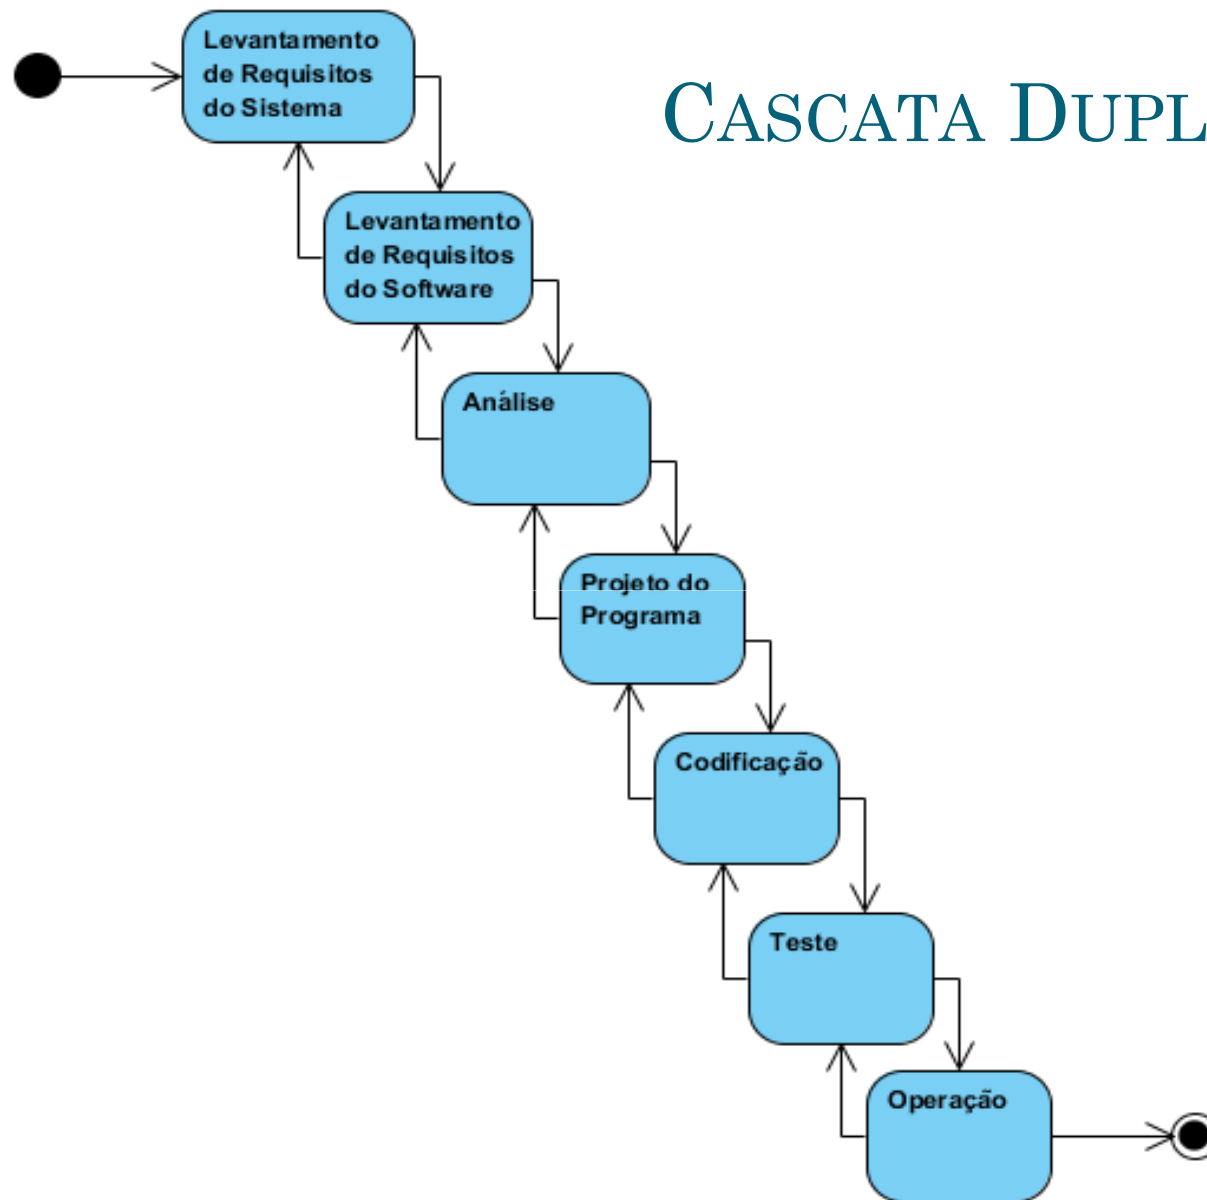 Levantamento
de Requisitos
do Sistema
CASCATA DUPL
Levantamento
de Requisitos
do Software
Análise
Projeto do
Programa
Codificação
Teste
Operação